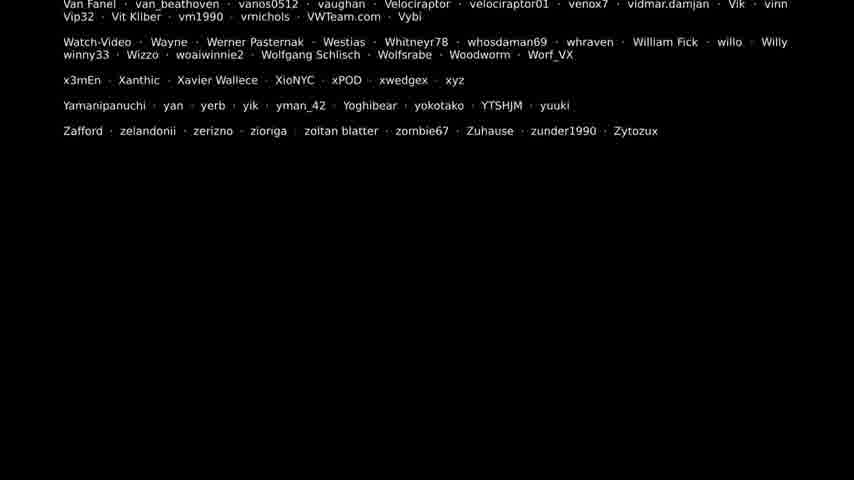 Van Fanel · van_beathoven · vanos0512 · vaughan · Velociraptor · velociraptor01 · venox7 · vidmar.damjan · Vik · vinn
Vip32 · Vit Kliber · vm1990 · vmichols · VWTeam.com · Vybi
Watch-Video · Wayne · Werner Pasternak · Westias · Whitneyr78 · whosdaman69 · whraven · William Fick · willo · Willy
winny33 · Wizzo · woaiwinnie2 · Wolfgang Schlisch · Wolfsrabe · Woodworm · Worf_VX
x3mEn · Xanthic · Xavier Wallece · XioNYC · xPOD · xwedgex · xyz
Yamanipanuchi · yan · yerb · yik · yman_42 · Yoghibear · yokotako · YTSHJM · yuuki
Zafford · zelandonii · zerizno · zioriga · zoltan blatter · zombie67 · Zuhause · zunder1990 · Zytozux